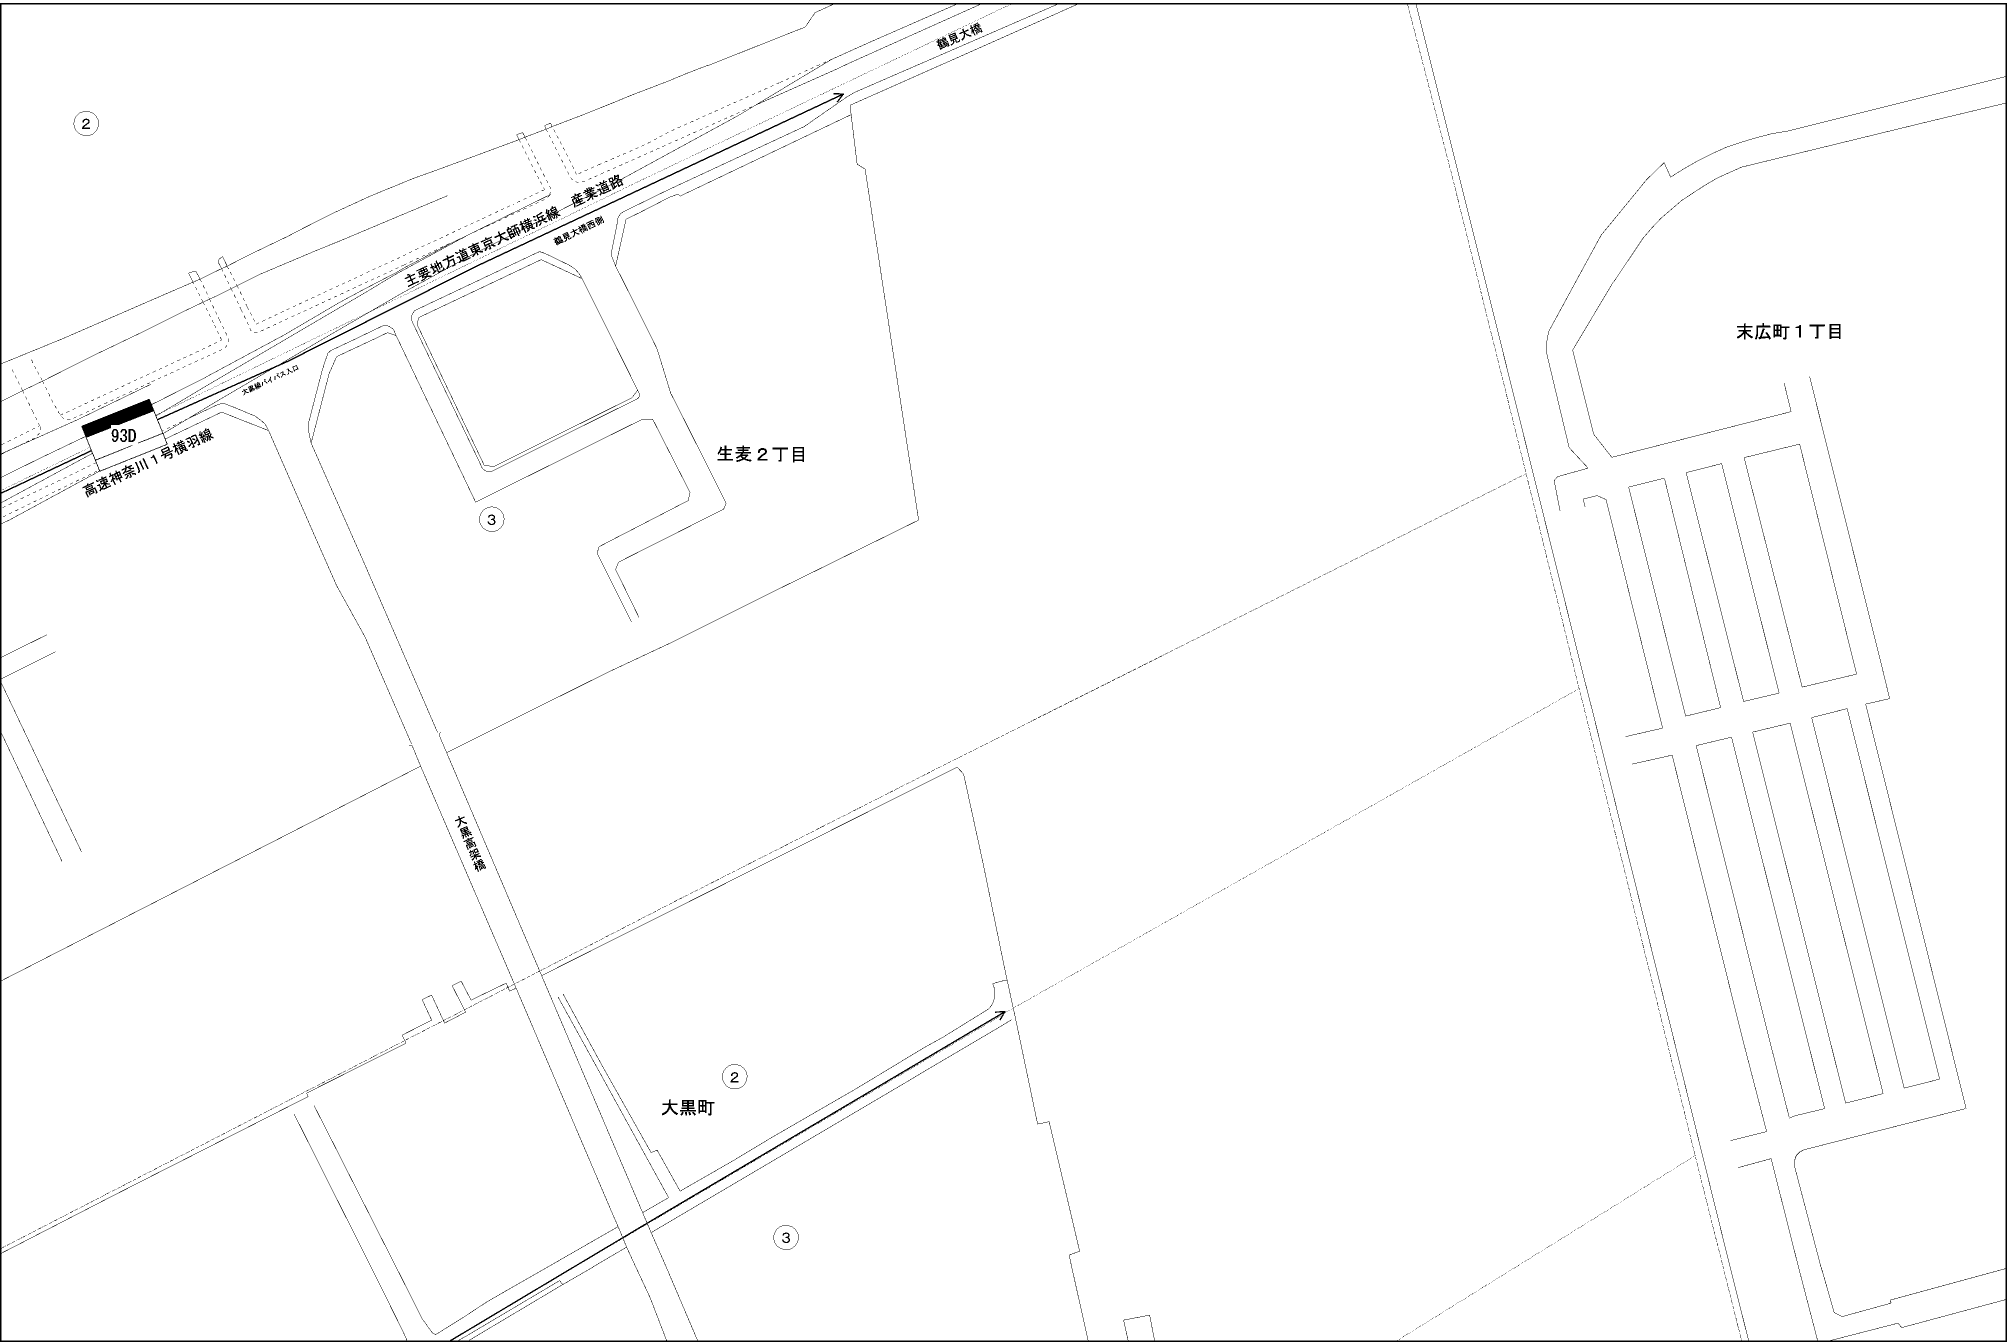 鶴見大橋
②
主要地方道東京大師横浜線　産業道路
鶴見大橋西側
末広町１丁目
大黒線バイパス入口
93D
高速神奈川１号横羽線
生麦２丁目
③
大黒高架橋
②
大黒町
③